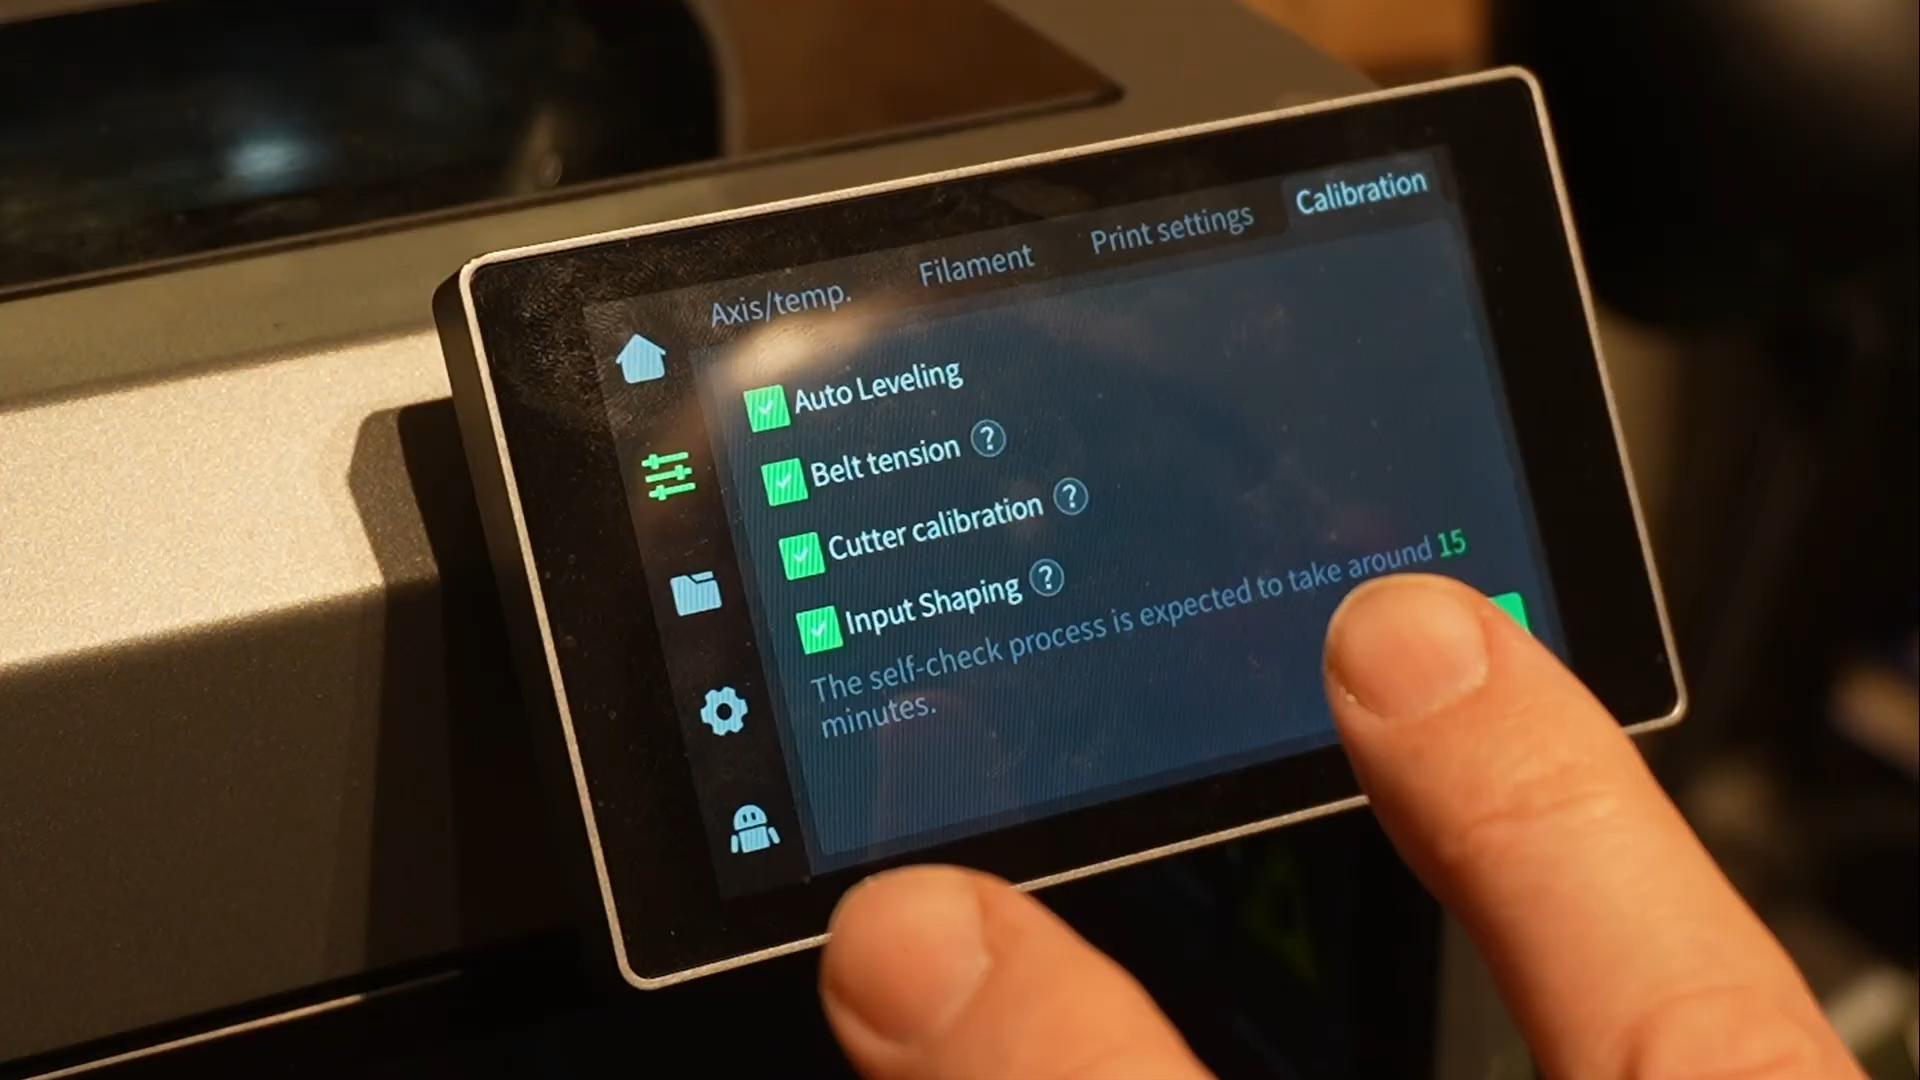 Axis/temp. Filament Print settings Calibration
Auto Leveling
Belt tension ?
Cutter calibration ?
Input Shaping ?
The self-check process is expected to take around 15
minutes.